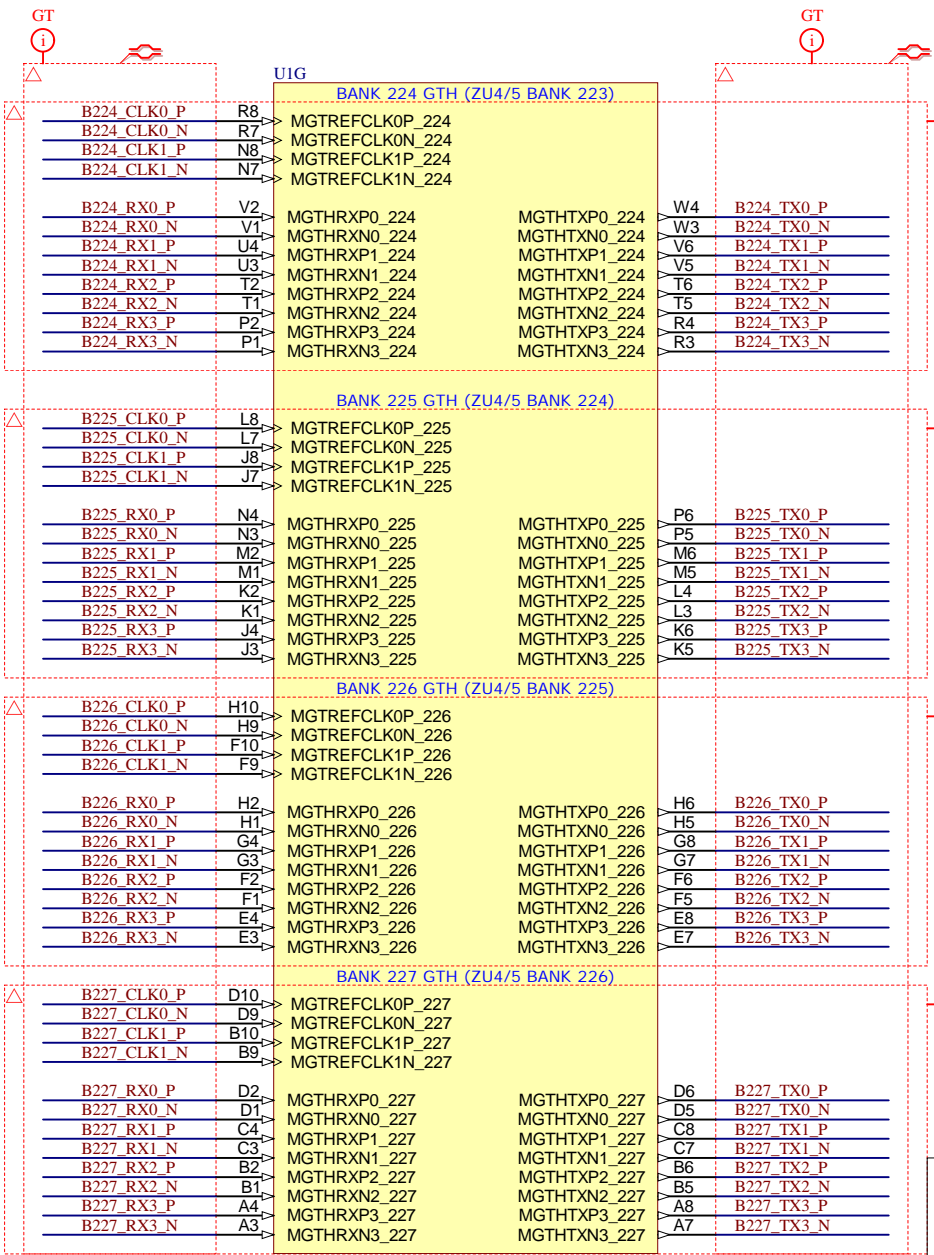 GT GT
i i
U1G
BANK 224 GTH (ZU4/5 BANK 223)
B224_CLK0_P R8 MGTREFCLK0P_224
B224_CLK0_N R7 MGTREFCLK0N_224
B224_CLK1_P N8 MGTREFCLK1P_224
B224_CLK1_N N7 MGTREFCLK1N_224
B224_RX0_P V2 MGTHRXP0_224 MGTHTXP0_224 W4 B224_TX0_P
B224_RX0_N V1 MGTHRXN0_224 MGTHTXN0_224 W3 B224_TX0_N
B224_RX1_P U4 MGTHRXP1_224 MGTHTXP1_224 V6 B224_TX1_P
B224_RX1_N U3 MGTHRXN1_224 MGTHTXN1_224 V5 B224_TX1_N
B224_RX2_P T2 MGTHRXP2_224 MGTHTXP2_224 T6 B224_TX2_P
B224_RX2_N T1 MGTHRXN2_224 MGTHTXN2_224 T5 B224_TX2_N
B224_RX3_P P2 MGTHRXP3_224 MGTHTXP3_224 R4 B224_TX3_P
B224_RX3_N P1 MGTHRXN3_224 MGTHTXN3_224 R3 B224_TX3_N
BANK 225 GTH (ZU4/5 BANK 224)
B225_CLK0_P L8 MGTREFCLK0P_225
B225_CLK0_N L7 MGTREFCLK0N_225
B225_CLK1_P J8 MGTREFCLK1P_225
B225_CLK1_N J7 MGTREFCLK1N_225
B225_RX0_P N4 MGTHRXP0_225 MGTHTXP0_225 P6 B225_TX0_P
B225_RX0_N N3 MGTHRXN0_225 MGTHTXN0_225 P5 B225_TX0_N
B225_RX1_P M2 MGTHRXP1_225 MGTHTXP1_225 M6 B225_TX1_P
B225_RX1_N M1 MGTHRXN1_225 MGTHTXN1_225 M5 B225_TX1_N
B225_RX2_P K2 MGTHRXP2_225 MGTHTXP2_225 L4 B225_TX2_P
B225_RX2_N K1 MGTHRXN2_225 MGTHTXN2_225 L3 B225_TX2_N
B225_RX3_P J4 MGTHRXP3_225 MGTHTXP3_225 K6 B225_TX3_P
B225_RX3_N J3 MGTHRXN3_225 MGTHTXN3_225 K5 B225_TX3_N
BANK 226 GTH (ZU4/5 BANK 225)
B226_CLK0_P H10 MGTREFCLK0P_226
B226_CLK0_N H9 MGTREFCLK0N_226
B226_CLK1_P F10 MGTREFCLK1P_226
B226_CLK1_N F9 MGTREFCLK1N_226
B226_RX0_P H2 MGTHRXP0_226 MGTHTXP0_226 H6 B226_TX0_P
B226_RX0_N H1 MGTHRXN0_226 MGTHTXN0_226 H5 B226_TX0_N
B226_RX1_P G4 MGTHRXP1_226 MGTHTXP1_226 G8 B226_TX1_P
B226_RX1_N G3 MGTHRXN1_226 MGTHTXN1_226 G7 B226_TX1_N
B226_RX2_P F2 MGTHRXP2_226 MGTHTXP2_226 F6 B226_TX2_P
B226_RX2_N F1 MGTHRXN2_226 MGTHTXN2_226 F5 B226_TX2_N
B226_RX3_P E4 MGTHRXP3_226 MGTHTXP3_226 E8 B226_TX3_P
B226_RX3_N E3 MGTHRXN3_226 MGTHTXN3_226 E7 B226_TX3_N
BANK 227 GTH (ZU4/5 BANK 226)
B227_CLK0_P D10 MGTREFCLK0P_227
B227_CLK0_N D9 MGTREFCLK0N_227
B227_CLK1_P B10 MGTREFCLK1P_227
B227_CLK1_N B9 MGTREFCLK1N_227
B227_RX0_P D2 MGTHRXP0_227 MGTHTXP0_227 D6 B227_TX0_P
B227_RX0_N D1 MGTHRXN0_227 MGTHTXN0_227 D5 B227_TX0_N
B227_RX1_P C4 MGTHRXP1_227 MGTHTXP1_227 C8 B227_TX1_P
B227_RX1_N C3 MGTHRXN1_227 MGTHTXN1_227 C7 B227_TX1_N
B227_RX2_P B2 MGTHRXP2_227 MGTHTXP2_227 B6 B227_TX2_P
B227_RX2_N B1 MGTHRXN2_227 MGTHTXN2_227 B5 B227_TX2_N
B227_RX3_P A4 MGTHRXP3_227 MGTHTXP3_227 A8 B227_TX3_P
B227_RX3_N A3 MGTHRXN3_227 MGTHTXN3_227 A7 B227_TX3_N